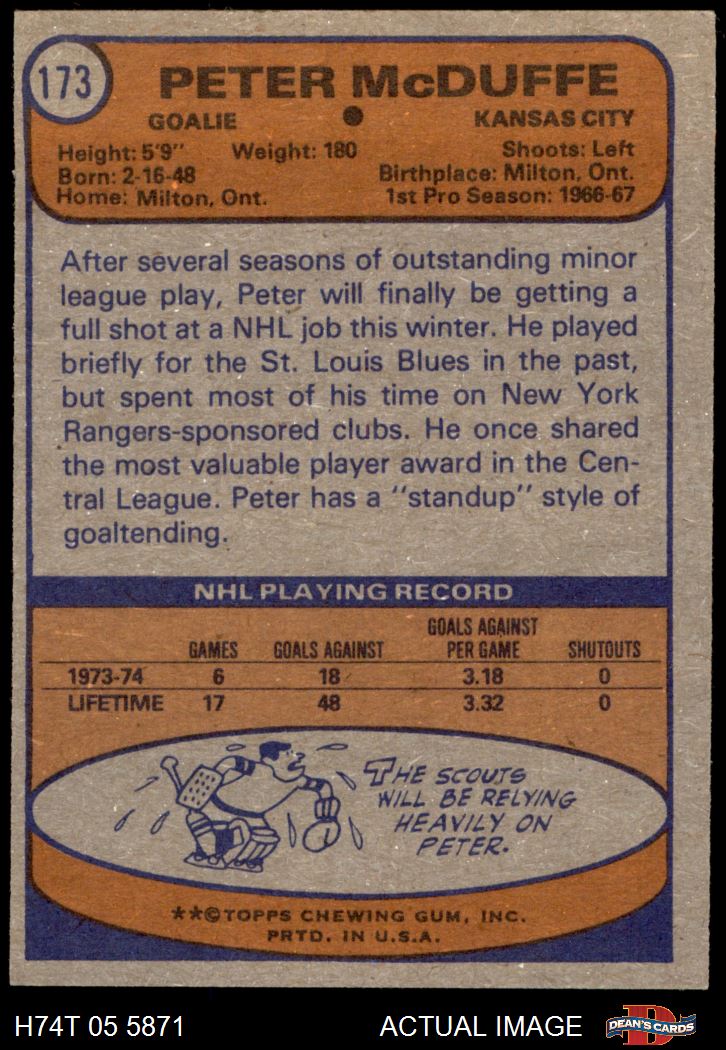 173
PETER McDUFFE
GOALIE
KANSAS CITY
Height: 5'9" Weight: 180 Shoots: Left
Born: 2-16-48 Birthplace: Milton, Ont.
Home: Milton, Ont. 1st Pro Season: 1966-67
After several seasons of outstanding minor
league play, Peter will finally be getting a
full shot at a NHL job this winter. He played
briefly for the St. Louis Blues in the past,
but spent most of his time on New York
Rangers-sponsored clubs. He once shared
the most valuable player award in the Cen-
tral League. Peter has a "standup" style of
goaltending.
NHL PLAYING RECORD
GAMES GOALS AGAINST GOALS AGAINST PER GAME SHUTOUTS
1973-74 6 18 3.18 0
LIFETIME 17 48 3.32 0
THE SCOUTS
WILL BE RELYING
HEAVILY ON
PETER.
**©TOPPS CHEWING GUM, INC.
PRTD. IN U.S.A.
H74T 05 5871 ACTUAL IMAGE D DEAN'S CARDS